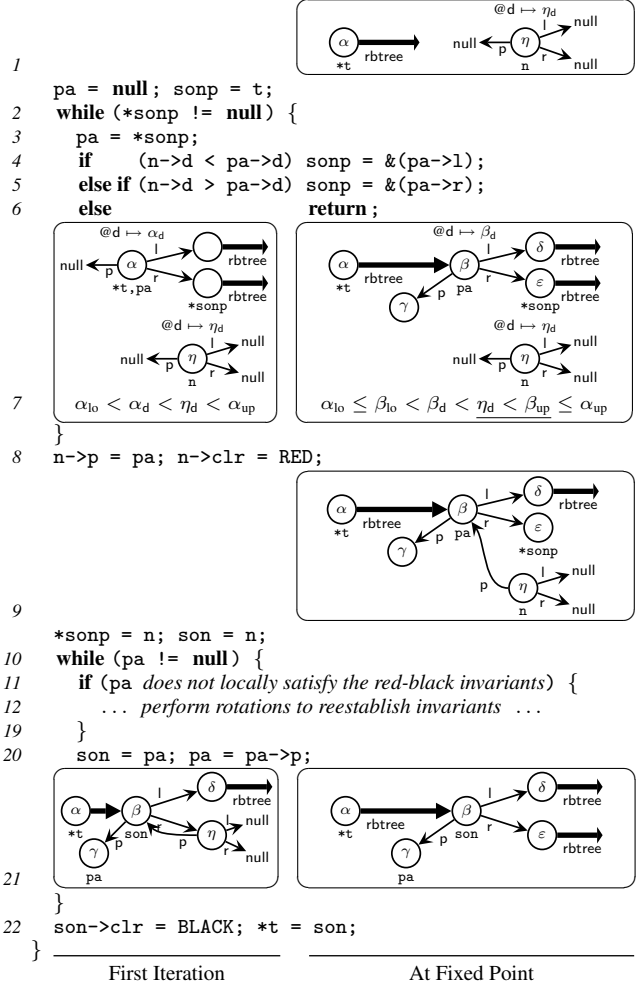 @d ↦ η_d
α η l null
null p r null
*t rbtree n
1
pa = null; sonp = t;
2 while (*sonp != null) {
3 pa = *sonp;
4 if (n->d < pa->d) sonp = &(pa->l);
5 else if (n->d > pa->d) sonp = &(pa->r);
6 else return;
@d ↦ α_d @d ↦ β_d
null p α l r rbtree α rbtree β l δ rbtree
*t,pa *sonp rbtree *t pa p r ε rbtree
γ *sonp
@d ↦ η_d @d ↦ η_d
null p η l null r null null p η l null r null
n n
7 α_lo < α_d < η_d < α_up α_lo ≤ β_lo < β_d < η_d < β_up ≤ α_up
}
8 n->p = pa; n->clr = RED;
α rbtree β l δ rbtree
*t pa p r ε
γ *sonp
p η l null
n r null
9
*sonp = n; son = n;
10 while (pa != null) {
11 if (pa does not locally satisfy the red-black invariants) {
12 ... perform rotations to reestablish invariants ...
19 }
20 son = pa; pa = pa->p;
α β l δ rbtree α rbtree β l δ rbtree
*t son r p η l null *t son r ε rbtree
γ p r null γ p
pa pa
21
}
22 son->clr = BLACK; *t = son;
}
First Iteration At Fixed Point